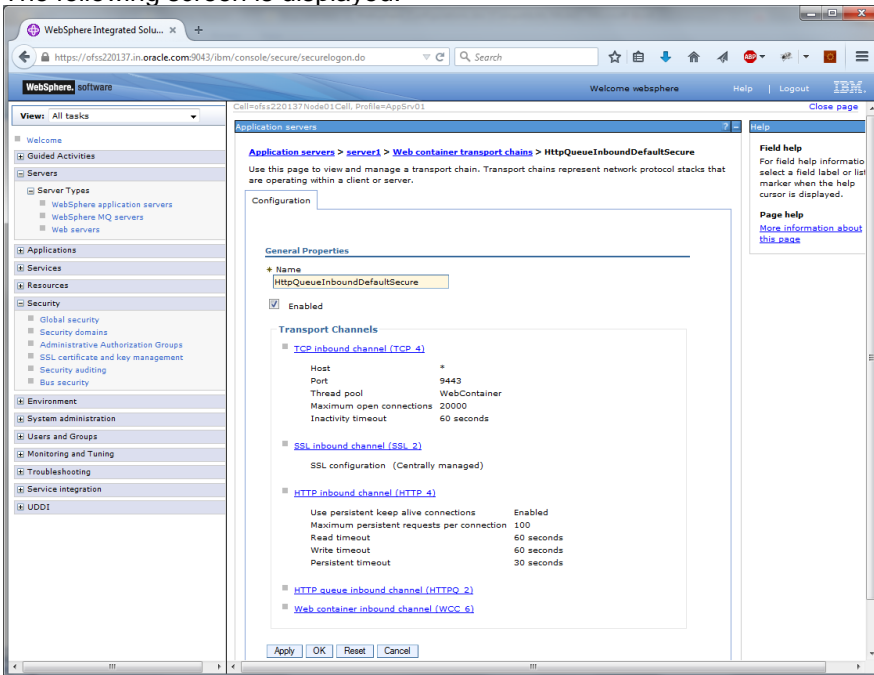 The following screen is displayed:
WebSphere Integrated Solu... × +
https://ofss220137.in.oracle.com:9043/ibm/console/secure/securelogon.do
Search
ABP
WebSphere. software
Welcome websphere
Help | Logout
IBM.
View: All tasks
Welcome
Guided Activities
Servers
Server Types
WebSphere application servers
WebSphere MQ servers
Web servers
Applications
Services
Resources
Security
Global security
Security domains
Administrative Authorization Groups
SSL certificate and key management
Security auditing
Bus security
Environment
System administration
Users and Groups
Monitoring and Tuning
Troubleshooting
Service integration
UDDI
Cell=ofss220137Node01Cell, Profile=AppSrv01
Close page
Application servers
? -
Application servers > server1 > Web container transport chains > HttpQueueInboundDefaultSecure
Use this page to view and manage a transport chain. Transport chains represent network protocol stacks that
are operating within a client or server.
Configuration
General Properties
+ Name
HttpQueueInboundDefaultSecure
Enabled
Transport Channels
TCP inbound channel (TCP_4)
Host *
Port 9443
Thread pool WebContainer
Maximum open connections 20000
Inactivity timeout 60 seconds
SSL inbound channel (SSL_2)
SSL configuration (Centrally managed)
HTTP inbound channel (HTTP_4)
Use persistent keep alive connections Enabled
Maximum persistent requests per connection 100
Read timeout 60 seconds
Write timeout 60 seconds
Persistent timeout 30 seconds
HTTP queue inbound channel (HTTPQ_2)
Web container inbound channel (WCC_6)
Apply OK Reset Cancel
Help
Field help
For field help informatio
select a field label or list
marker when the help
cursor is displayed.
Page help
More information about
this page